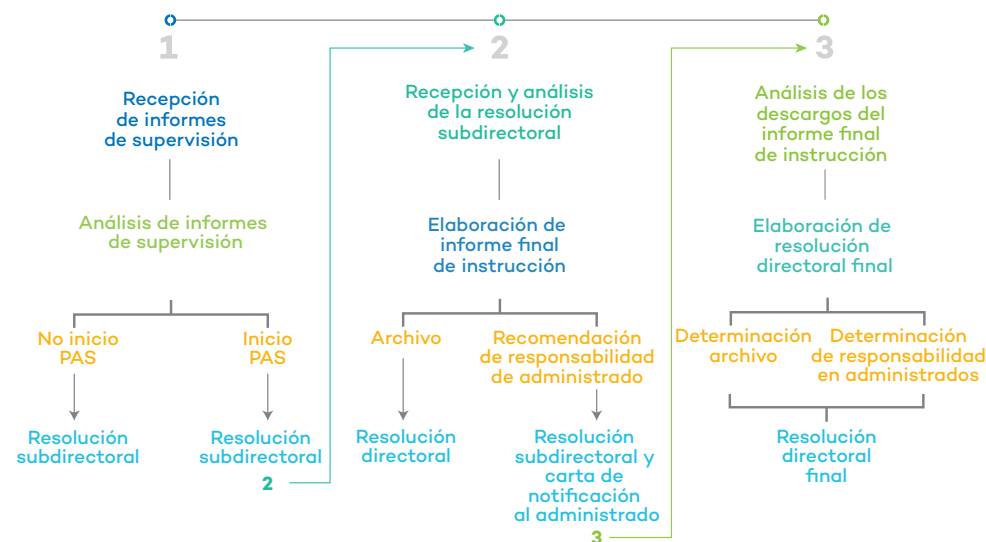 1
Recepción
de informes
de supervisión
Análisis de informes
de supervisión
No inicio
PAS
Inicio
PAS
Resolución
subdirectoral
Resolución
subdirectoral
2
2
Recepción y análisis
de la resolución
subdirectoral
Elaboración de
informe final
de instrucción
Archivo
Recomendación
de responsabilidad
de administrado
Resolución
directoral
Resolución
subdirectoral y
carta de
notificación
al administrado
3
3
Análisis de los
descargos del
informe final
de instrucción
Elaboración de
resolución
directoral final
Determinación
archivo
Determinación
de responsabilidad
en administrados
Resolución
directoral
final